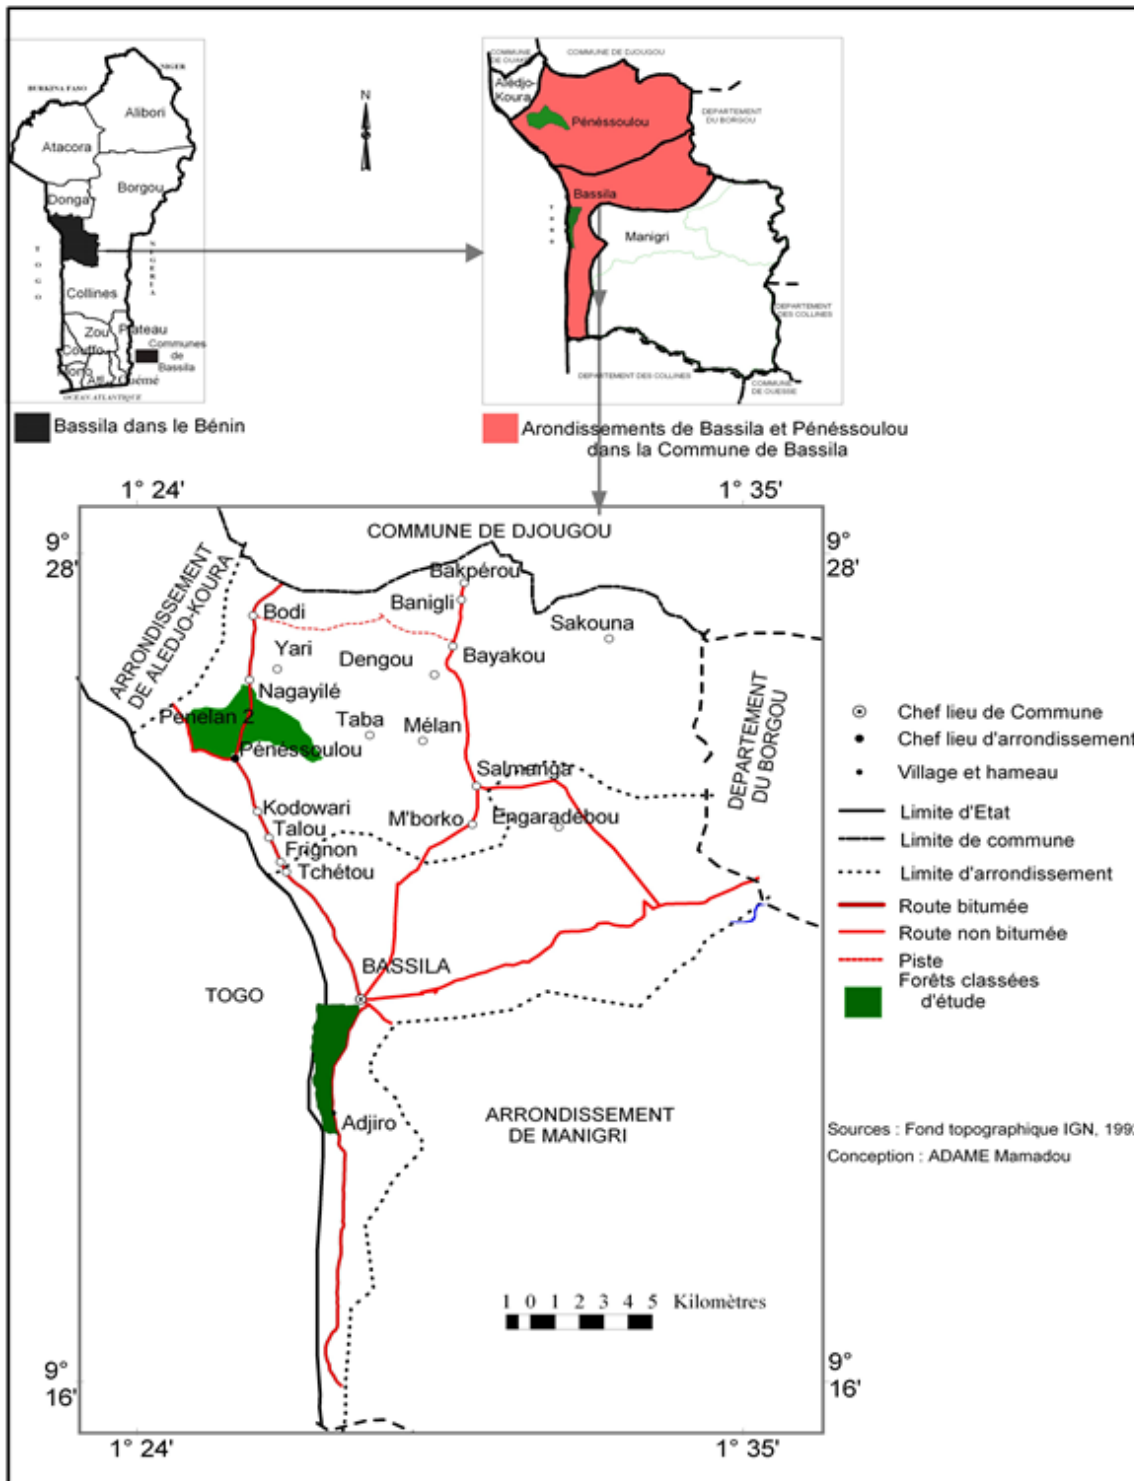 BURKINA FASO
NIGER
Alibori
Atacora
Borgou
Donga
TOGO
NIGERIA
Collines
Zou
Plateau
Couffo
Mono
Atl
Ouémé
Communes
de
Bassila
OCEAN ATLANTIQUE
Bassila dans le Bénin
N
COMMUNE
DE OUAKE
COMMUNE DE DJOUGOU
Alédjo-
Koura
Pénéssoulou
DEPARTEMENT
DU BORGOU
Bassila
TOGO
Manigri
DEPARTEMENT
DES COLLINES
DEPARTEMENT DES COLLINES
COMMUNE
DE OUESSE
Arondissements de Bassila et Pénéssoulou
dans la Commune de Bassila
1° 24'
1° 35'
9°
28'
9°
28'
COMMUNE DE DJOUGOU
ARRONDISSEMENT
DE ALEDJO-KOURA
Bakpérou
Banigli
Bodi
Sakouna
Yari
Dengou
Bayakou
Nagayilé
Penelan 2
Taba
Mélan
Pénéssoulou
DEPARTEMENT
DU BORGOU
Salmanga
Kodowari
M'borko
Engaradébou
Talou
Frignon
Tchétou
BASSILA
TOGO
Adjiro
ARRONDISSEMENT
DE MANIGRI
1 0 1 2 3 4 5 Kilomètres
9°
16'
9°
16'
1° 24'
1° 35'
Chef lieu de Commune
Chef lieu d'arrondissement
Village et hameau
Limite d'Etat
Limite de commune
Limite d'arrondissement
Route bitumée
Route non bitumée
Piste
Forêts classées
d'étude
Sources : Fond topographique IGN, 1992
Conception : ADAME Mamadou